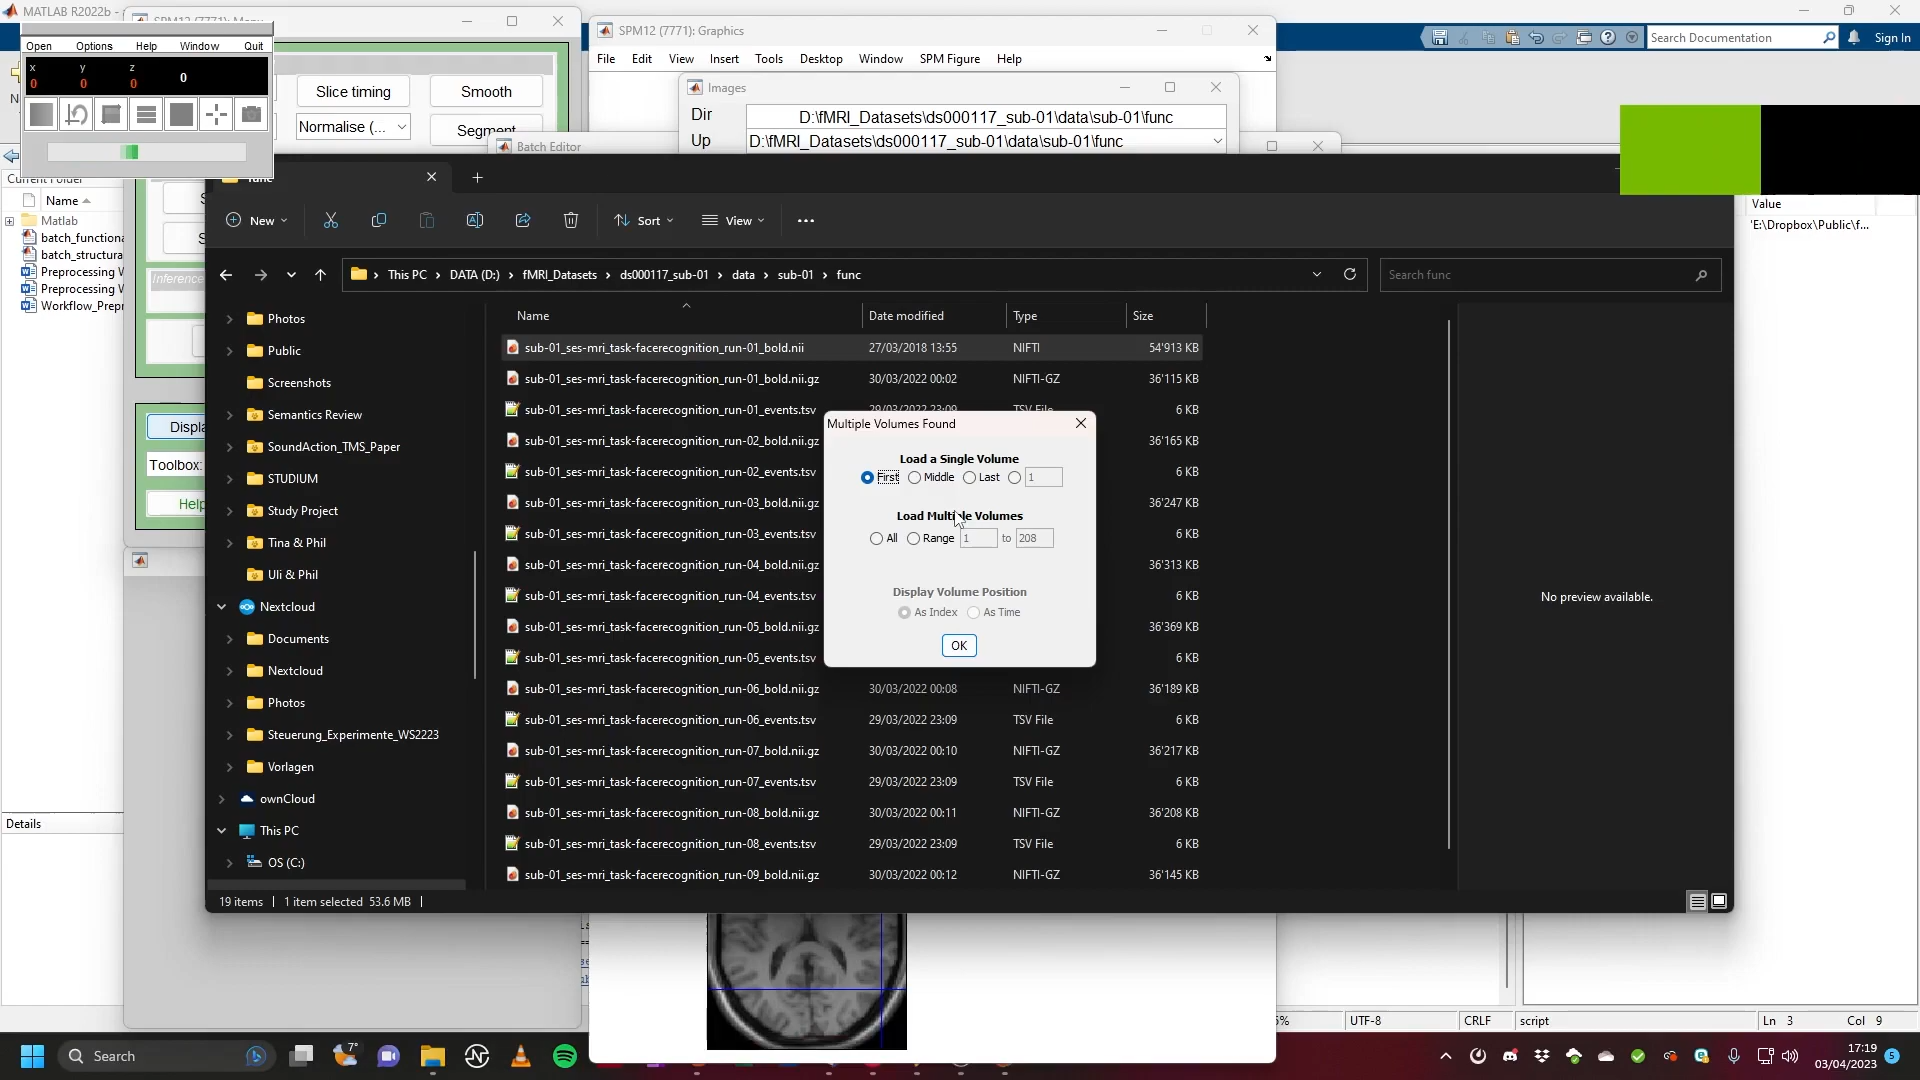 MATLAB R2022b -
SPM12 (7771): Menu
SPM12 (7771): Graphics
Open Options Help Window Quit
x y z 0
0 0 0
File Edit View Insert Tools Desktop Window SPM Figure Help
Search Documentation
Sign In
Slice timing
Smooth
Normalise (...
Segment
Images
Dir
D:\fMRI_Datasets\ds000117_sub-01\data\sub-01\func
Up
D:\fMRI_Datasets\ds000117_sub-01\data\sub-01\func
Batch Editor
Current Folder
Name
Matlab
batch_functiona
batch_structura
Preprocessing W
Preprocessing W
Workflow_Prepr
Details
Inference
Displa
Toolbox:
Help
Value
'E:\Dropbox\Public\f...
New
Sort
View
This PC
DATA (D:)
fMRI_Datasets
ds000117_sub-01
data
sub-01
func
Search func
Photos
Public
Screenshots
Semantics Review
SoundAction_TMS_Paper
STUDIUM
Study Project
Tina & Phil
Uli & Phil
Nextcloud
Documents
Nextcloud
Photos
Steuerung_Experimente_WS2223
Vorlagen
ownCloud
This PC
OS (C:)
Name Date modified Type Size
sub-01_ses-mri_task-facerecognition_run-01_bold.nii 27/03/2018 13:55 NIFTI 54'913 KB
sub-01_ses-mri_task-facerecognition_run-01_bold.nii.gz 30/03/2022 00:02 NIFTI-GZ 36'115 KB
sub-01_ses-mri_task-facerecognition_run-01_events.tsv 29/03/2022 23:09 TSV File 6 KB
sub-01_ses-mri_task-facerecognition_run-02_bold.nii.gz 36'165 KB
sub-01_ses-mri_task-facerecognition_run-02_events.tsv 6 KB
sub-01_ses-mri_task-facerecognition_run-03_bold.nii.gz 36'247 KB
sub-01_ses-mri_task-facerecognition_run-03_events.tsv 6 KB
sub-01_ses-mri_task-facerecognition_run-04_bold.nii.gz 36'313 KB
sub-01_ses-mri_task-facerecognition_run-04_events.tsv 6 KB
sub-01_ses-mri_task-facerecognition_run-05_bold.nii.gz 36'369 KB
sub-01_ses-mri_task-facerecognition_run-05_events.tsv 6 KB
sub-01_ses-mri_task-facerecognition_run-06_bold.nii.gz 30/03/2022 00:08 NIFTI-GZ 36'189 KB
sub-01_ses-mri_task-facerecognition_run-06_events.tsv 29/03/2022 23:09 TSV File 6 KB
sub-01_ses-mri_task-facerecognition_run-07_bold.nii.gz 30/03/2022 00:10 NIFTI-GZ 36'217 KB
sub-01_ses-mri_task-facerecognition_run-07_events.tsv 29/03/2022 23:09 TSV File 6 KB
sub-01_ses-mri_task-facerecognition_run-08_bold.nii.gz 30/03/2022 00:11 NIFTI-GZ 36'208 KB
sub-01_ses-mri_task-facerecognition_run-08_events.tsv 29/03/2022 23:09 TSV File 6 KB
sub-01_ses-mri_task-facerecognition_run-09_bold.nii.gz 30/03/2022 00:12 NIFTI-GZ 36'145 KB
No preview available.
19 items 1 item selected 53.6 MB
Multiple Volumes Found
Load a Single Volume
First Middle Last 1
Load Multiple Volumes
All Range 1 to 208
Display Volume Position
As Index As Time
OK
UTF-8 CRLF script Ln 3 Col 9
Search
7°
17:19
03/04/2023
5